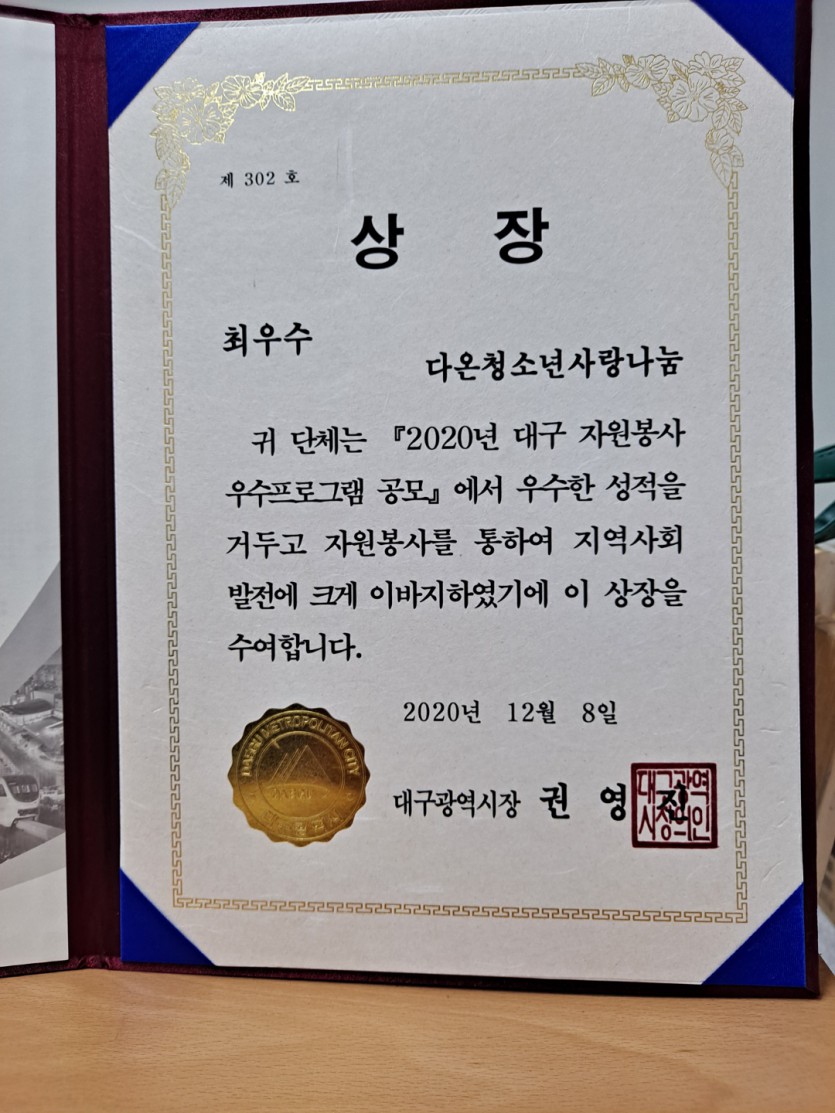 제 302 호
상 장
최우수
다온청소년사랑나눔
귀 단체는 『2020년 대구 자원봉사
우수프로그램 공모』에서 우수한 성적을
거두고 자원봉사를 통하여 지역사회
발전에 크게 이바지하였기에 이 상장을
수여합니다.
2020년 12월 8일
DAEGU METROPOLITAN CITY
대구광역시장 권 영 진
대구광역
시장의인